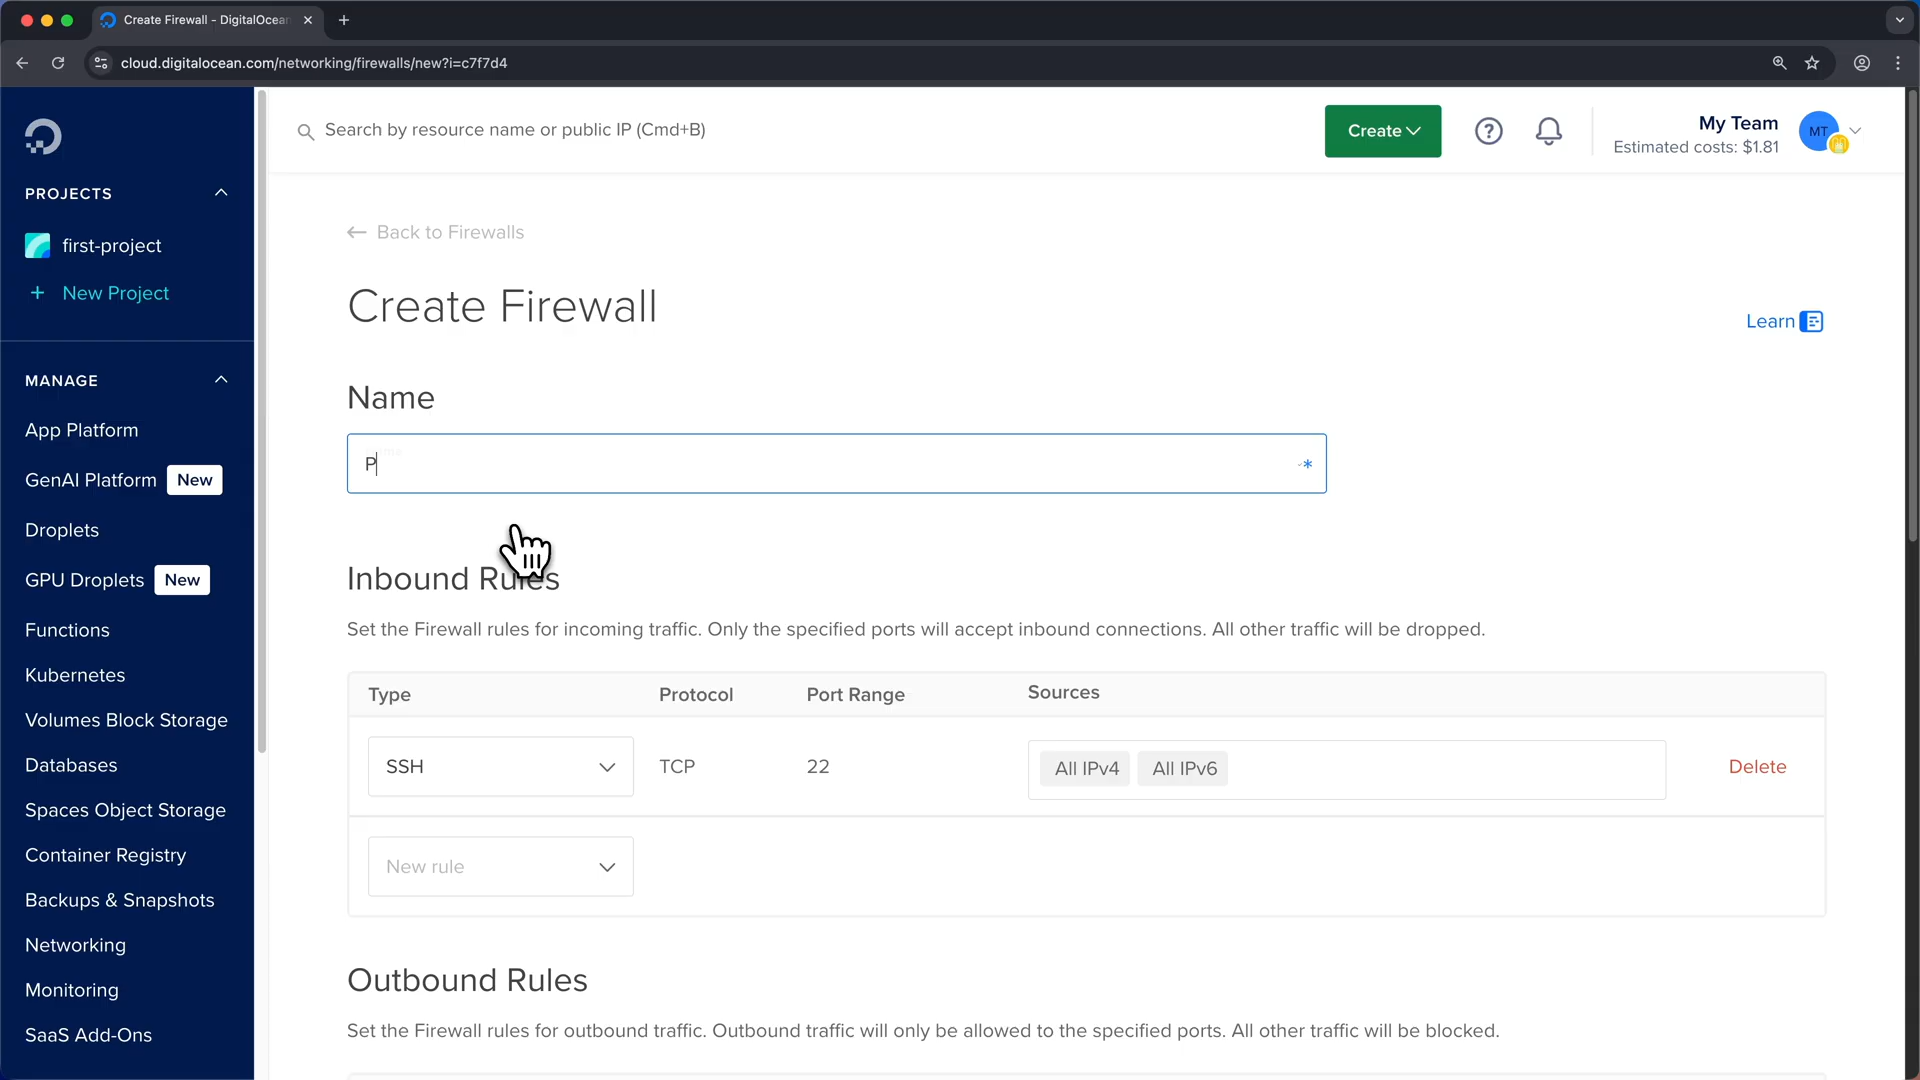 Create Firewall - DigitalOcean
cloud.digitalocean.com/networking/firewalls/new?i=c7f7d4
Search by resource name or public IP (Cmd+B)
Create
My Team
Estimated costs: $1.81
MT
PROJECTS
first-project
+ New Project
MANAGE
App Platform
GenAI Platform New
Droplets
GPU Droplets New
Functions
Kubernetes
Volumes Block Storage
Databases
Spaces Object Storage
Container Registry
Backups & Snapshots
Networking
Monitoring
SaaS Add-Ons
← Back to Firewalls
Create Firewall
Learn
Name
P
*
Inbound Rules
Set the Firewall rules for incoming traffic. Only the specified ports will accept inbound connections. All other traffic will be dropped.
Type Protocol Port Range Sources
SSH TCP 22 All IPv4 All IPv6 Delete
New rule
Outbound Rules
Set the Firewall rules for outbound traffic. Outbound traffic will only be allowed to the specified ports. All other traffic will be blocked.